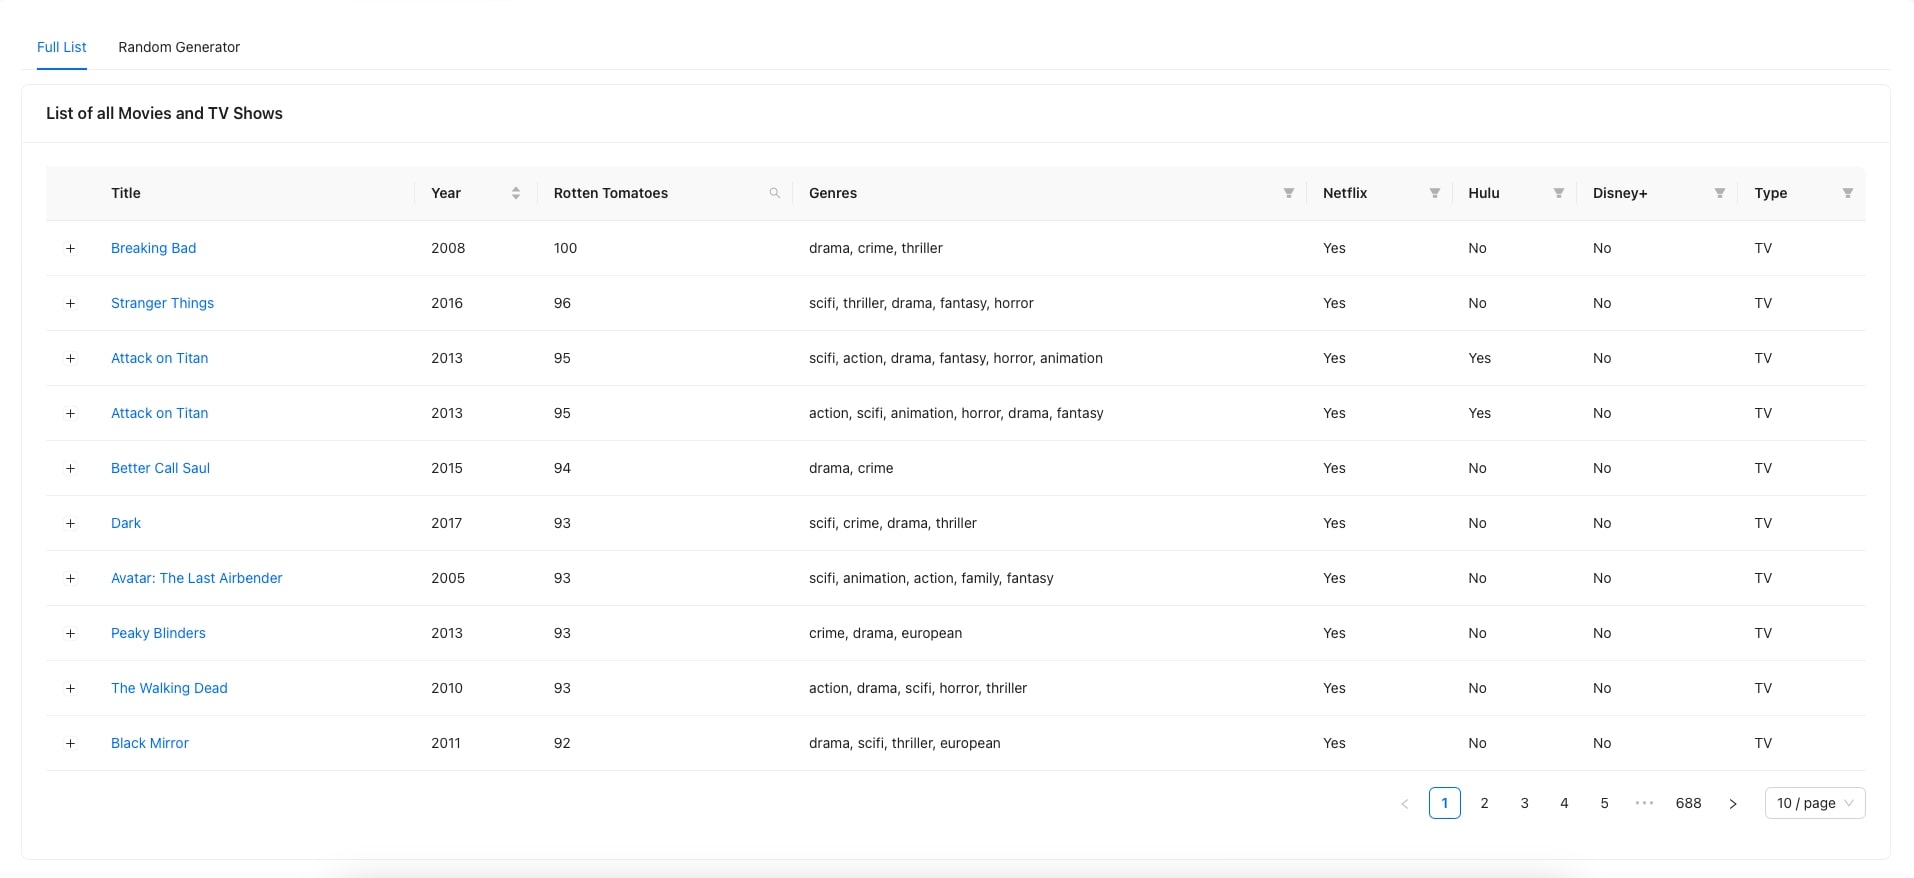 Full List Random Generator
List of all Movies and TV Shows
Title Year Rotten Tomatoes Genres Netflix Hulu Disney+ Type
+ Breaking Bad 2008 100 drama, crime, thriller Yes No No TV
+ Stranger Things 2016 96 scifi, thriller, drama, fantasy, horror Yes No No TV
+ Attack on Titan 2013 95 scifi, action, drama, fantasy, horror, animation Yes Yes No TV
+ Attack on Titan 2013 95 action, scifi, animation, horror, drama, fantasy Yes Yes No TV
+ Better Call Saul 2015 94 drama, crime Yes No No TV
+ Dark 2017 93 scifi, crime, drama, thriller Yes No No TV
+ Avatar: The Last Airbender 2005 93 scifi, animation, action, family, fantasy Yes No No TV
+ Peaky Blinders 2013 93 crime, drama, european Yes No No TV
+ The Walking Dead 2010 93 action, drama, scifi, horror, thriller Yes No No TV
+ Black Mirror 2011 92 drama, scifi, thriller, european Yes No No TV
< 1 2 3 4 5 ••• 688 > 10 / page